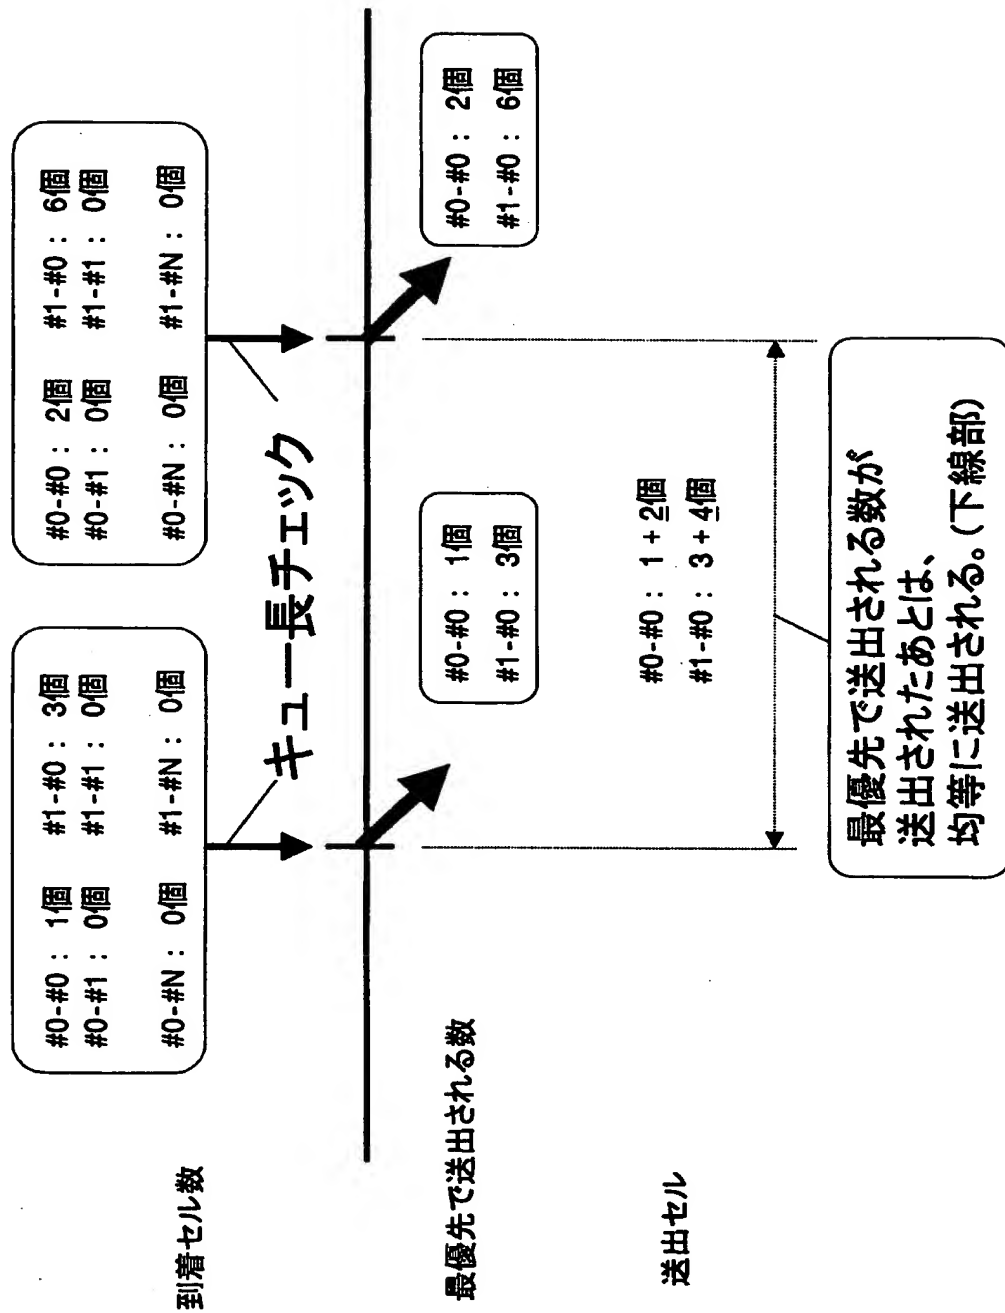 到着セル数
#0-#0 : 1個 #1-#0 : 3個
#0-#1 : 0個 #1-#1 : 0個
#0-#N : 0個 #1-#N : 0個
#0-#0 : 2個 #1-#0 : 6個
#0-#1 : 0個 #1-#1 : 0個
#0-#N : 0個 #1-#N : 0個
キュー長チェック
最優先で送出される数
#0-#0 : 1個
#1-#0 : 3個
#0-#0 : 2個
#1-#0 : 6個
送出セル
#0-#0 : 1 + 2個
#1-#0 : 3 + 4個
最優先で送出される数が
送出されたあとは、
均等に送出される。(下線部)